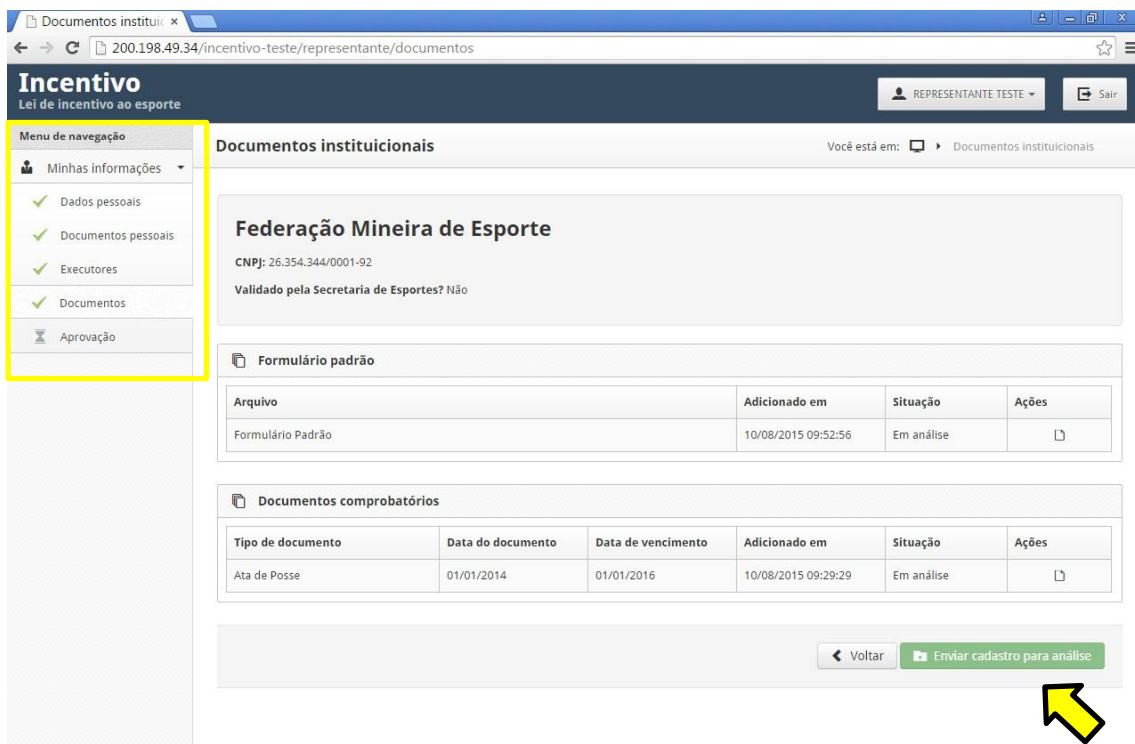 Documentos instituic
200.198.49.34/incentivo-teste/representante/documentos
Incentivo
Lei de incentivo ao esporte
REPRESENTANTE TESTE
Sair
Menu de navegação
Minhas informações
Dados pessoais
Documentos pessoais
Executores
Documentos
Aprovação
Documentos instituicionais
Você está em: Documentos instituicionais
Federação Mineira de Esporte
CNPJ: 26.354.344/0001-92
Validado pela Secretaria de Esportes? Não
Formulário padrão
Arquivo Adicionado em Situação Ações
Formulário Padrão 10/08/2015 09:52:56 Em análise
Documentos comprobatórios
Tipo de documento Data do documento Data de vencimento Adicionado em Situação Ações
Ata de Posse 01/01/2014 01/01/2016 10/08/2015 09:29:29 Em análise
Voltar Enviar cadastro para análise